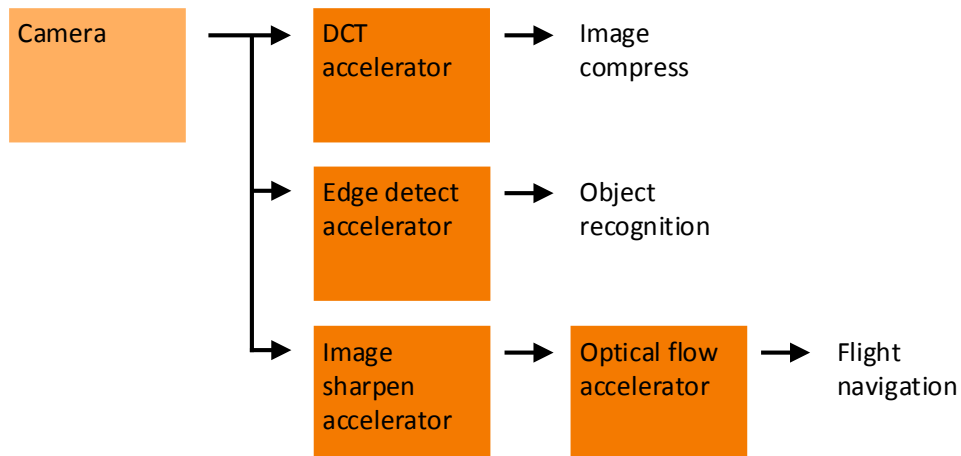 Camera
DCT
accelerator
Image
compress
Edge detect
accelerator
Object
recognition
Image
sharpen
accelerator
Optical flow
accelerator
Flight
navigation